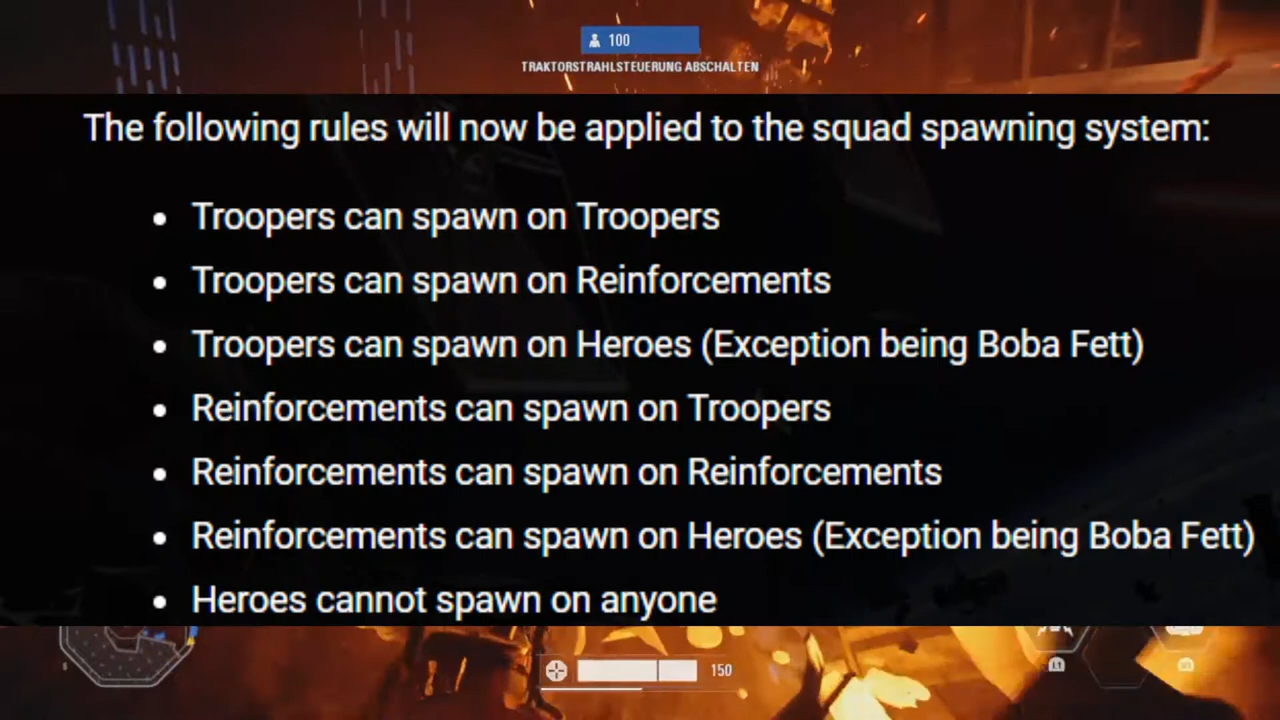 100
TRAKTORSTRAHLSTEUERUNG ABSCHALTEN
The following rules will now be applied to the squad spawning system:
• Troopers can spawn on Troopers
• Troopers can spawn on Reinforcements
• Troopers can spawn on Heroes (Exception being Boba Fett)
• Reinforcements can spawn on Troopers
• Reinforcements can spawn on Reinforcements
• Reinforcements can spawn on Heroes (Exception being Boba Fett)
• Heroes cannot spawn on anyone
150